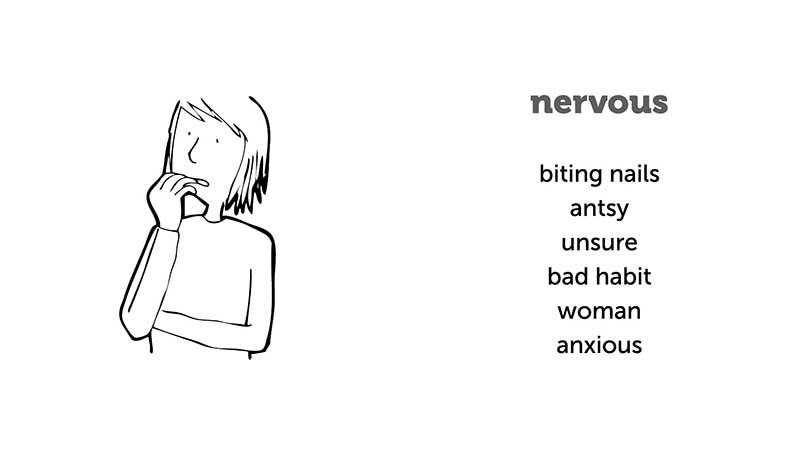 nervous
biting nails
antsy
unsure
bad habit
woman
anxious